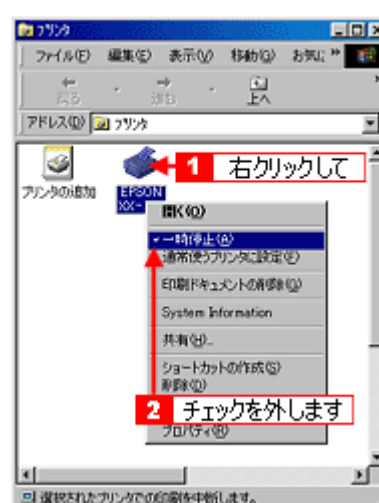 プリンタ
ファイル(F) 編集(E) 表示(V) 移動(G) お気に »
戻る 進む 上へ
アドレス(D) プリンタ
プリンタの追加
EPSON
XX-
1 右クリックして
開く(O)
一時停止(A)
通常使うプリンタに設定(E)
印刷ドキュメントの削除(G)
System Information
共有(H)...
ショートカットの作成(S)
削除(D)
2 チェックを外します
プロパティ(R)
選択されたプリンタでの印刷を中断します。